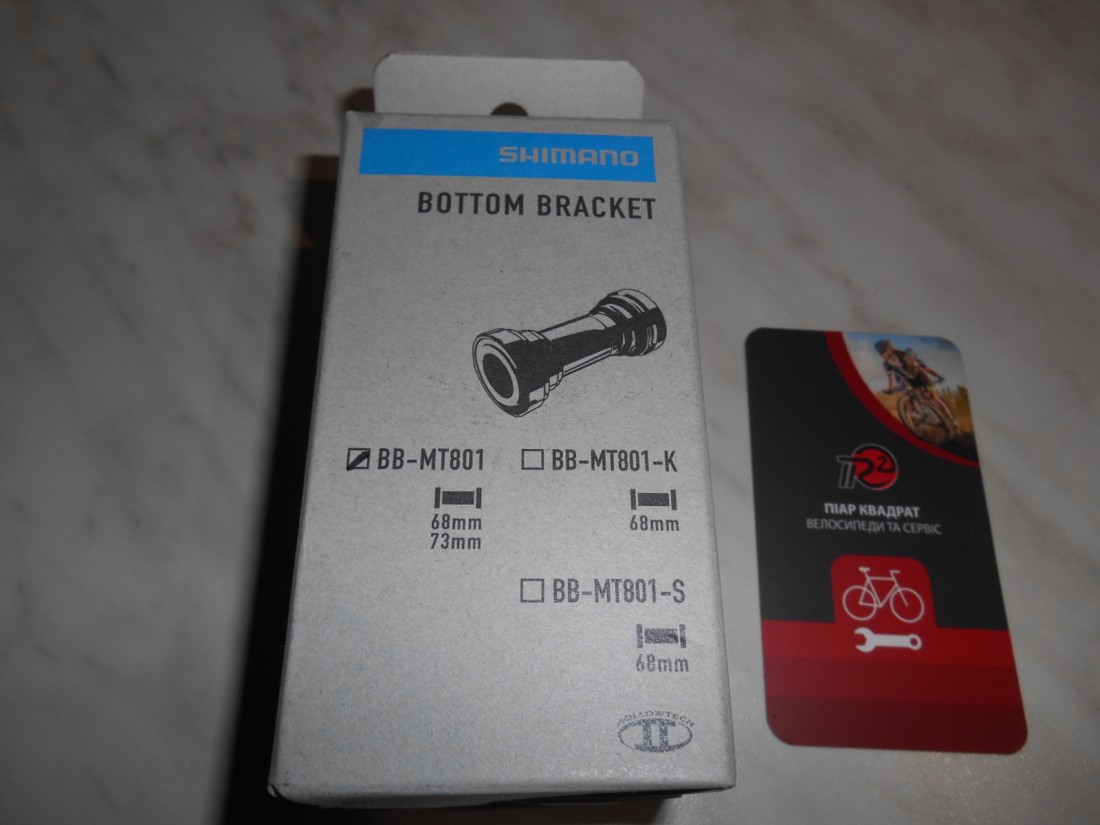 SHIMANO
BOTTOM BRACKET
BB-MT801
68mm
73mm
BB-MT801-K
68mm
BB-MT801-S
68mm
HOLLOWTECH
II
ПІАР КВАДРАТ
ВЕЛОСИПЕДИ ТА СЕРВІС